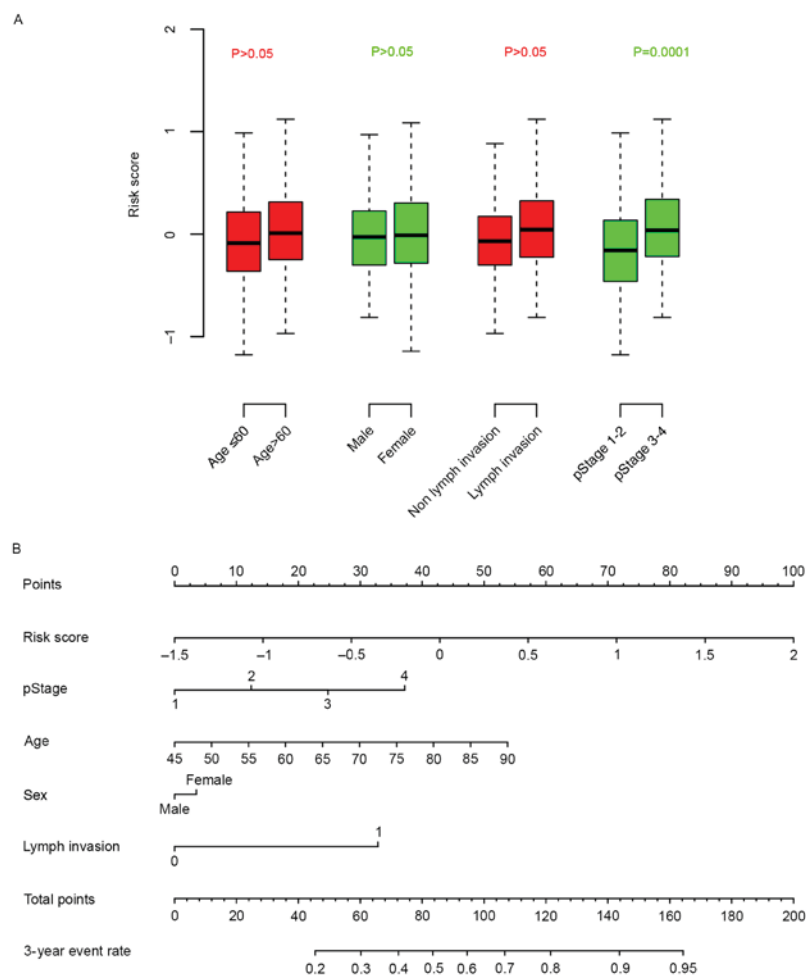 A
2
P>0.05 P>0.05 P>0.05 P=0.0001
1
Risk score
0
–1
Age ≤60 Age>60 Male Female Non lymph invasion Lymph invasion pStage 1-2 pStage 3-4
B
0 10 20 30 40 50 60 70 80 90 100
Points
Risk score
–1.5 –1 –0.5 0 0.5 1 1.5 2
2 4
pStage
1 3
Age
45 50 55 60 65 70 75 80 85 90
Female
Sex
Male
1
Lymph invasion
0
Total points
0 20 40 60 80 100 120 140 160 180 200
3-year event rate
0.2 0.3 0.4 0.5 0.6 0.7 0.8 0.9 0.95